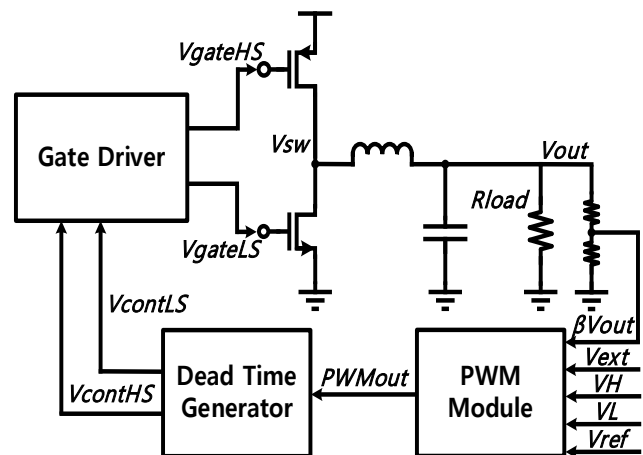 VgateHS
Gate Driver
Vsw
Vout
Rload
VgateLS
VcontLS
βVout
Vext
VcontHS
Dead Time
Generator
PWMout
PWM
Module
VH
VL
Vref